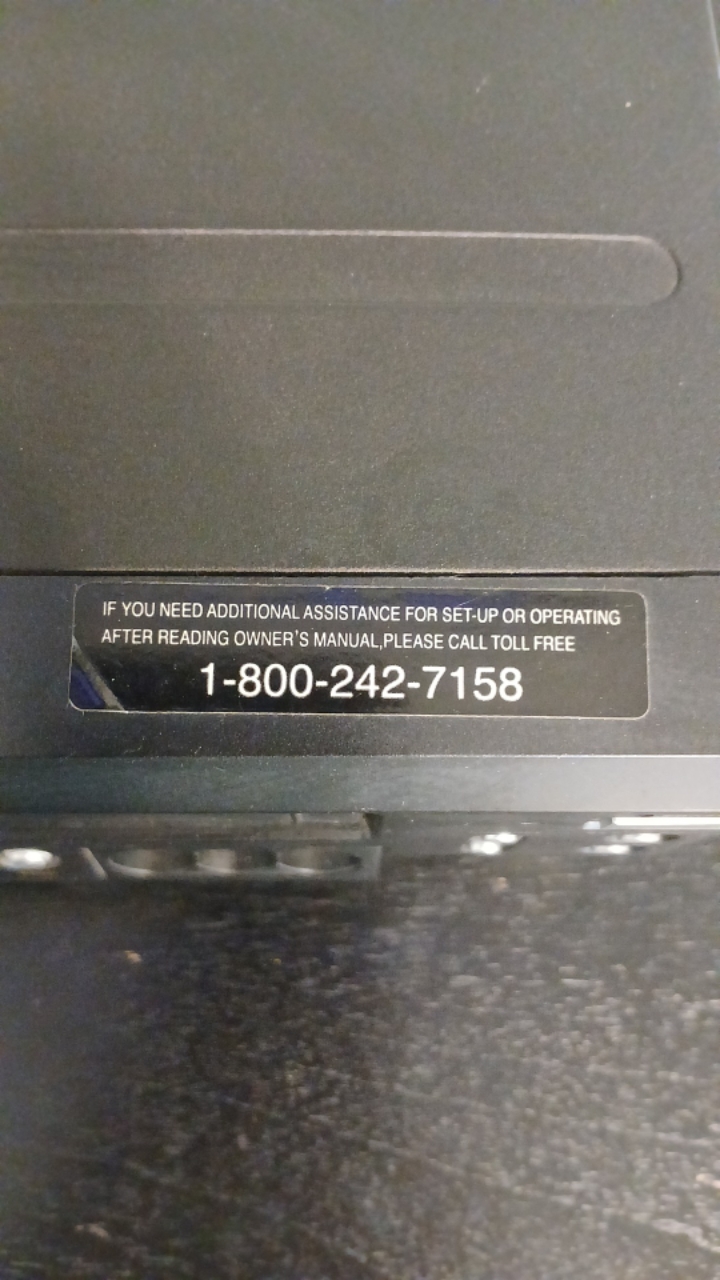 IF YOU NEED ADDITIONAL ASSISTANCE FOR SET-UP OR OPERATING
AFTER READING OWNER'S MANUAL,PLEASE CALL TOLL FREE
1-800-242-7158